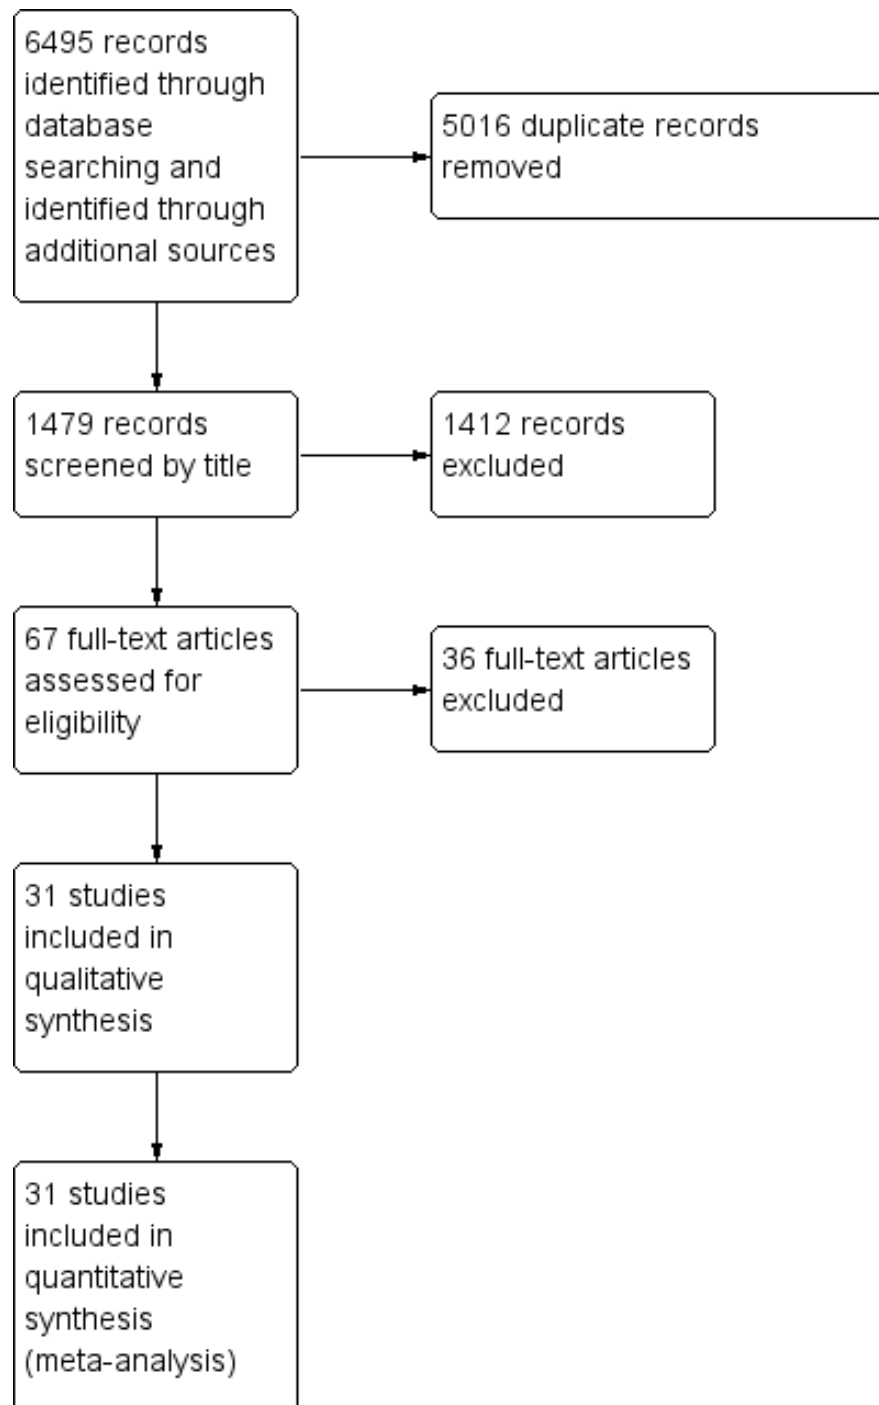 6495 records
identified through
database
searching and
identified through
additional sources
5016 duplicate records
removed
1479 records
screened by title
1412 records
excluded
67 full-text articles
assessed for
eligibility
36 full-text articles
excluded
31 studies
included in
qualitative
synthesis
31 studies
included in
quantitative
synthesis
(meta-analysis)